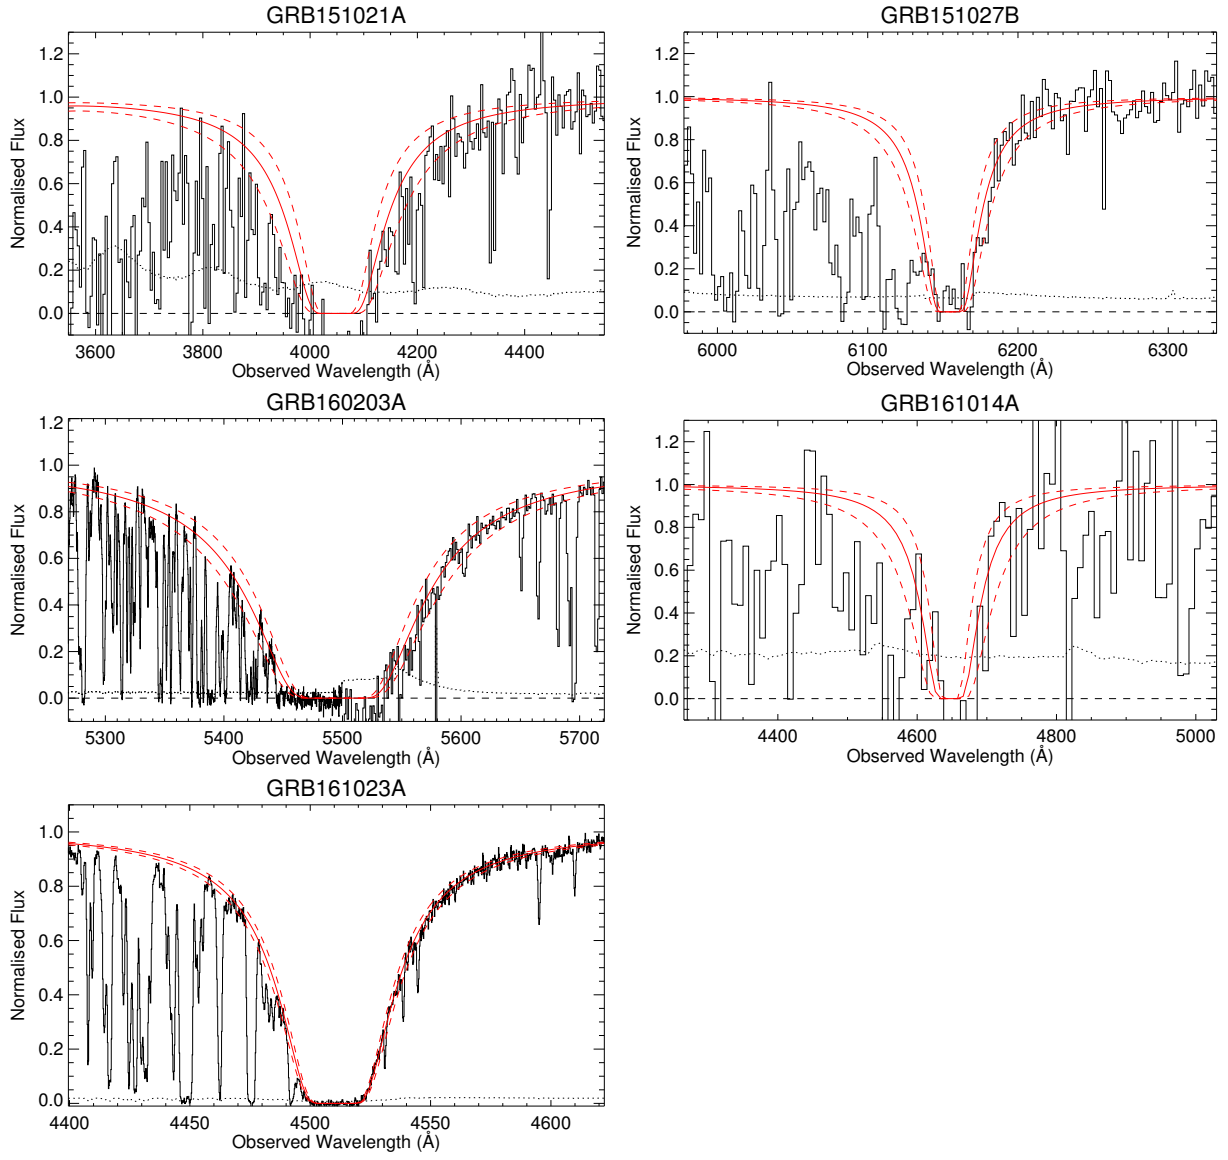 GRB151021A
1.2
1.0
0.8
0.6
0.4
0.2
0.0
Normalised Flux
3600 3800 4000 4200 4400
Observed Wavelength (Å)
GRB151027B
1.2
1.0
0.8
0.6
0.4
0.2
0.0
Normalised Flux
6000 6100 6200 6300
Observed Wavelength (Å)
GRB160203A
1.2
1.0
0.8
0.6
0.4
0.2
0.0
Normalised Flux
5300 5400 5500 5600 5700
Observed Wavelength (Å)
GRB161014A
1.2
1.0
0.8
0.6
0.4
0.2
0.0
Normalised Flux
4400 4600 4800 5000
Observed Wavelength (Å)
GRB161023A
1.0
0.8
0.6
0.4
0.2
0.0
Normalised Flux
4400 4450 4500 4550 4600
Observed Wavelength (Å)